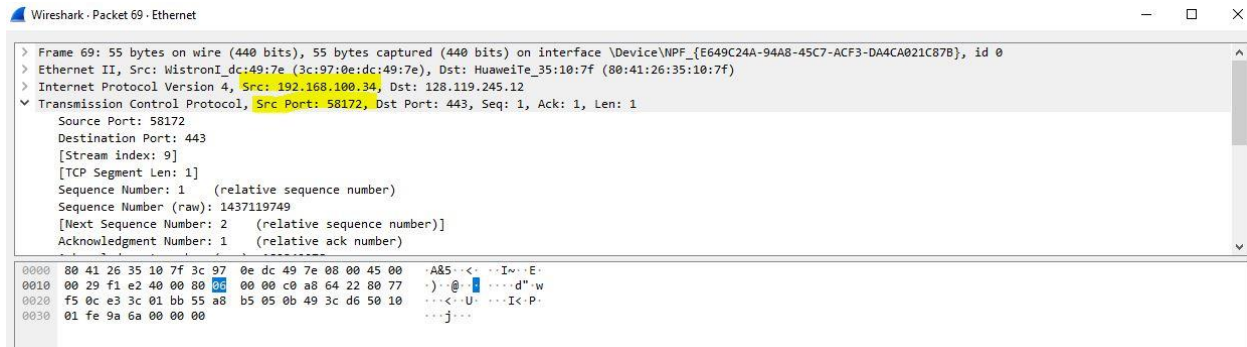 Wireshark · Packet 69 · Ethernet
Frame 69: 55 bytes on wire (440 bits), 55 bytes captured (440 bits) on interface \Device\NPF_{E649C24A-94A8-45C7-ACF3-DA4CA021C87B}, id 0
Ethernet II, Src: WistronI_dc:49:7e (3c:97:0e:dc:49:7e), Dst: HuaweiTe_35:10:7f (80:41:26:35:10:7f)
Internet Protocol Version 4, Src: 192.168.100.34, Dst: 128.119.245.12
Transmission Control Protocol, Src Port: 58172, Dst Port: 443, Seq: 1, Ack: 1, Len: 1
Source Port: 58172
Destination Port: 443
[Stream index: 9]
[TCP Segment Len: 1]
Sequence Number: 1 (relative sequence number)
Sequence Number (raw): 1437119749
[Next Sequence Number: 2 (relative sequence number)]
Acknowledgment Number: 1 (relative ack number)
0000 80 41 26 35 10 7f 3c 97 0e dc 49 7e 08 00 45 00 ·A&5··<· ··I~··E·
0010 00 29 f1 e2 40 00 80 06 00 00 c0 a8 64 22 80 77 ·)··@··· ····d"·w
0020 f5 0c e3 3c 01 bb 55 a8 b5 05 0b 49 3c d6 50 10 ···<··U· ···I<·P·
0030 01 fe 9a 6a 00 00 00 ···j···